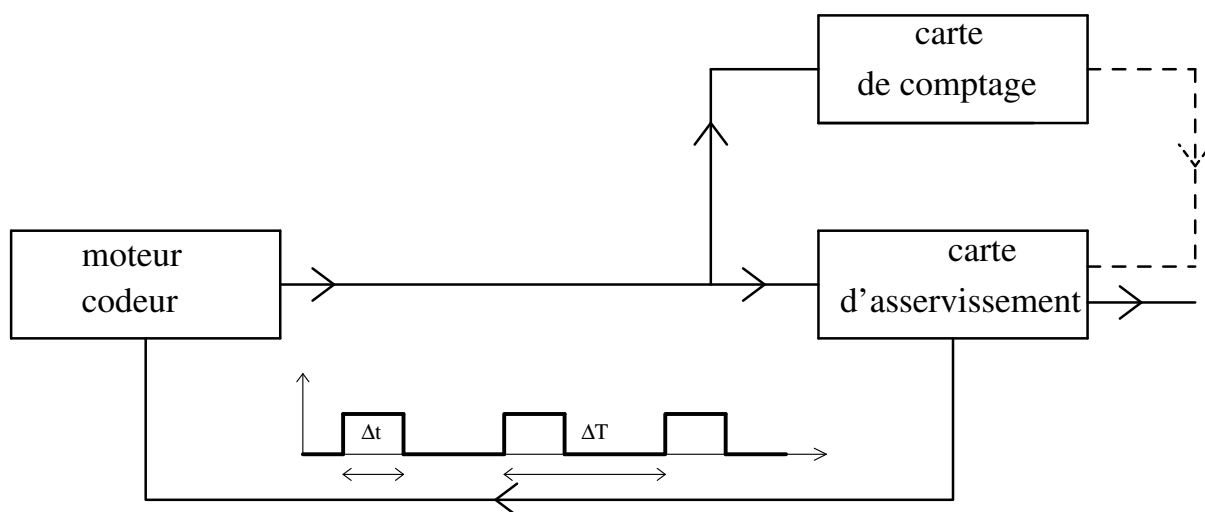 carte
de comptage
moteur
codeur
carte
d'asservissement
Δt
ΔT